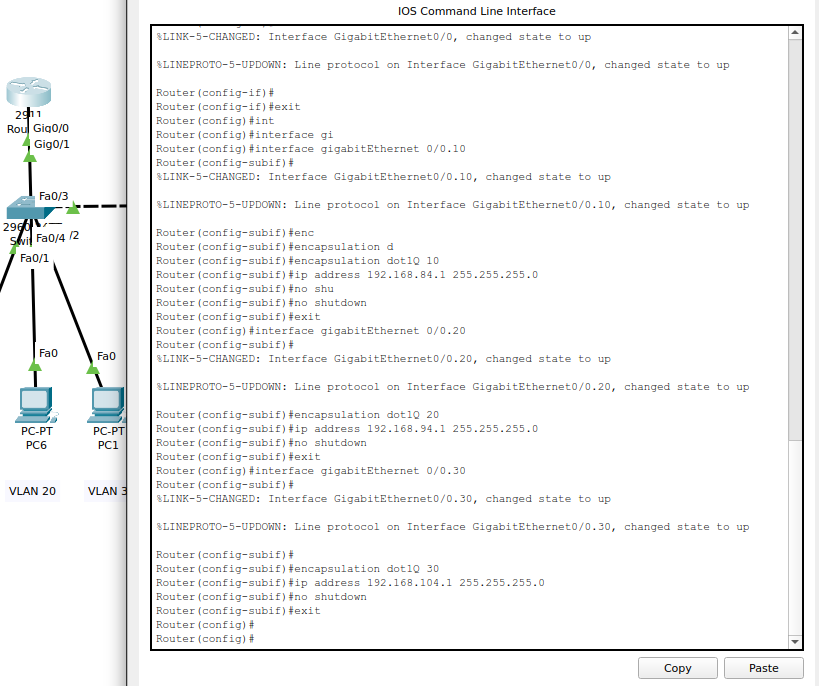 IOS Command Line Interface
%LINK-5-CHANGED: Interface GigabitEthernet0/0, changed state to up
%LINEPROTO-5-UPDOWN: Line protocol on Interface GigabitEthernet0/0, changed state to up
Router(config-if)#
Router(config-if)#exit
Router(config)#int
Router(config)#interface gi
Router(config)#interface gigabitEthernet 0/0.10
Router(config-subif)#
%LINK-5-CHANGED: Interface GigabitEthernet0/0.10, changed state to up
%LINEPROTO-5-UPDOWN: Line protocol on Interface GigabitEthernet0/0.10, changed state to up
Router(config-subif)#enc
Router(config-subif)#encapsulation d
Router(config-subif)#encapsulation dot1Q 10
Router(config-subif)#ip address 192.168.84.1 255.255.255.0
Router(config-subif)#no shu
Router(config-subif)#no shutdown
Router(config-subif)#exit
Router(config)#interface gigabitEthernet 0/0.20
Router(config-subif)#
%LINK-5-CHANGED: Interface GigabitEthernet0/0.20, changed state to up
%LINEPROTO-5-UPDOWN: Line protocol on Interface GigabitEthernet0/0.20, changed state to up
Router(config-subif)#encapsulation dot1Q 20
Router(config-subif)#ip address 192.168.94.1 255.255.255.0
Router(config-subif)#no shutdown
Router(config-subif)#exit
Router(config)#interface gigabitEthernet 0/0.30
Router(config-subif)#
%LINK-5-CHANGED: Interface GigabitEthernet0/0.30, changed state to up
%LINEPROTO-5-UPDOWN: Line protocol on Interface GigabitEthernet0/0.30, changed state to up
Router(config-subif)#
Router(config-subif)#encapsulation dot1Q 30
Router(config-subif)#ip address 192.168.104.1 255.255.255.0
Router(config-subif)#no shutdown
Router(config-subif)#exit
Router(config)#
Router(config)#
Copy
Paste
2911
Rou Gig0/0
Gig0/1
Fa0/3
2960
Swi Fa0/4 /2
Fa0/1
Fa0
Fa0
PC-PT
PC6
PC-PT
PC1
VLAN 20
VLAN 3